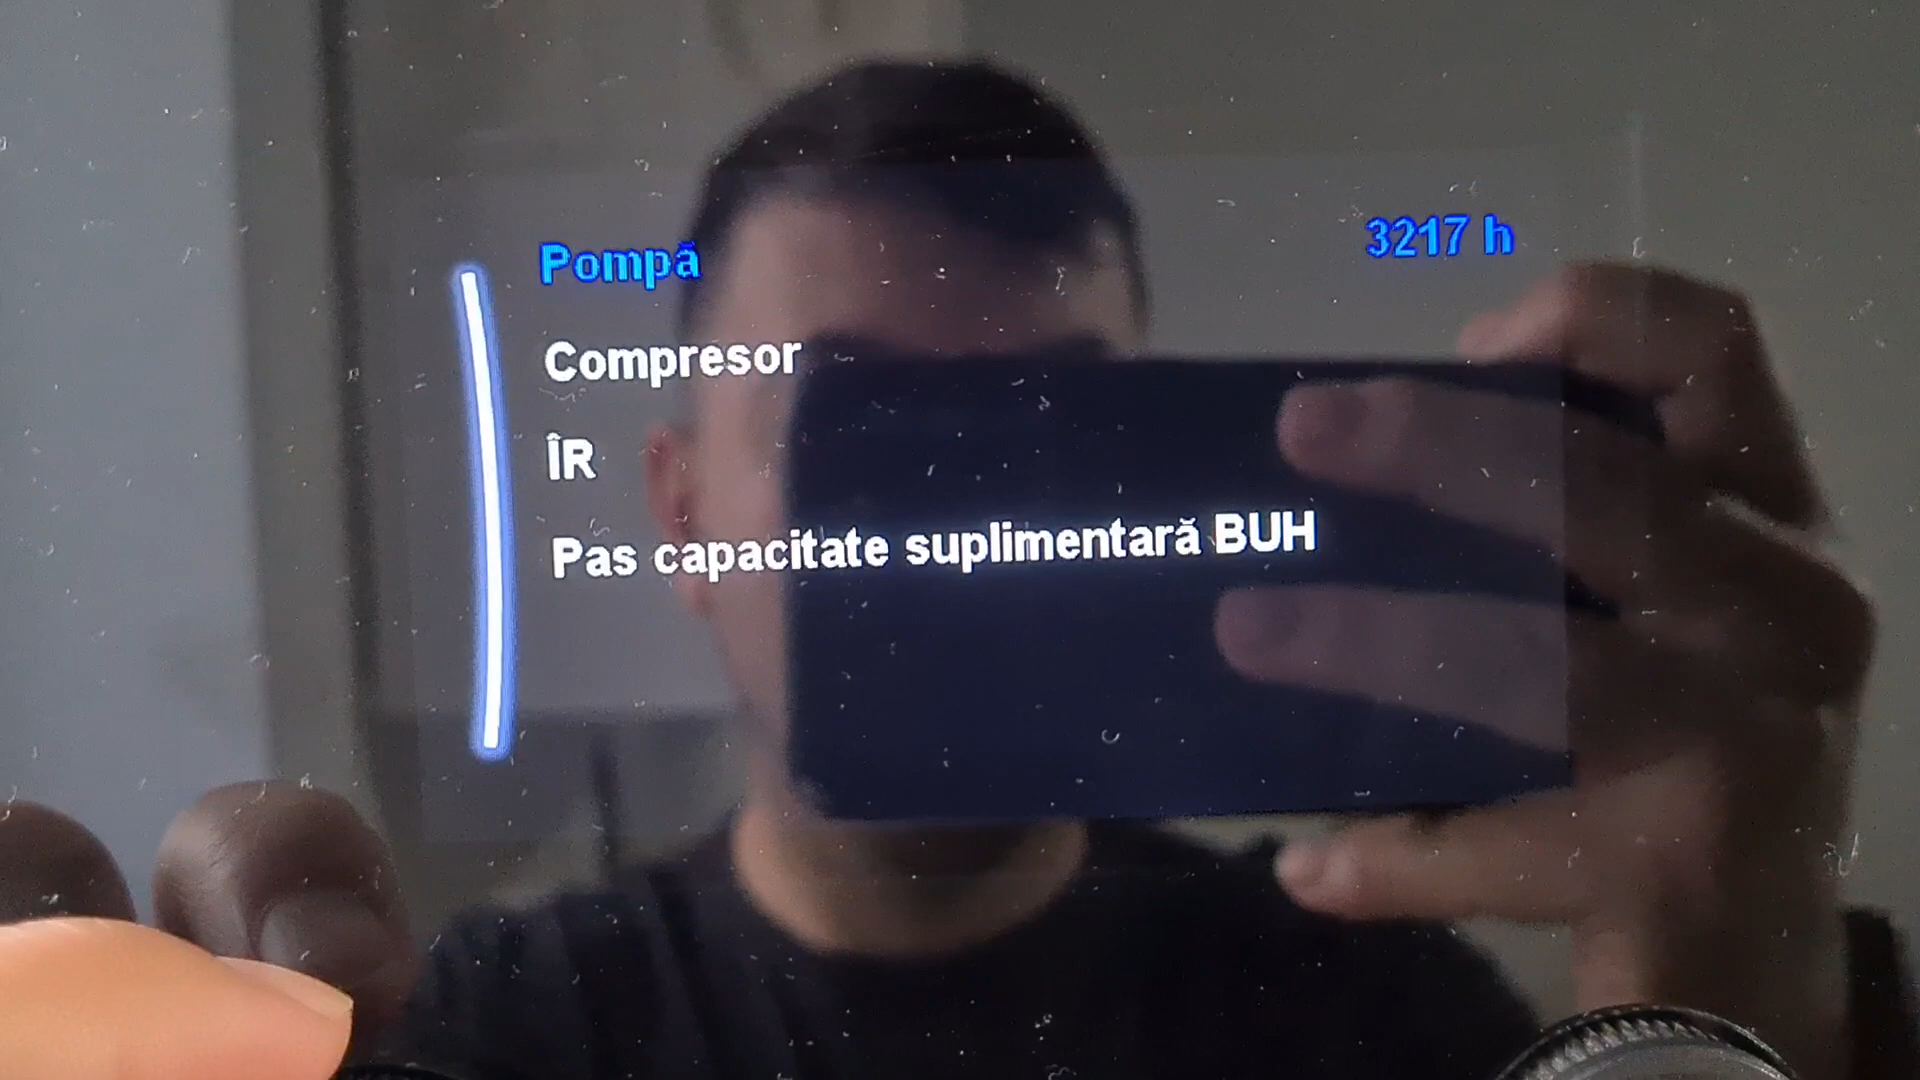 Pompă 3217 h
Compresor
ÎR
Pas capacitate suplimentară BUH